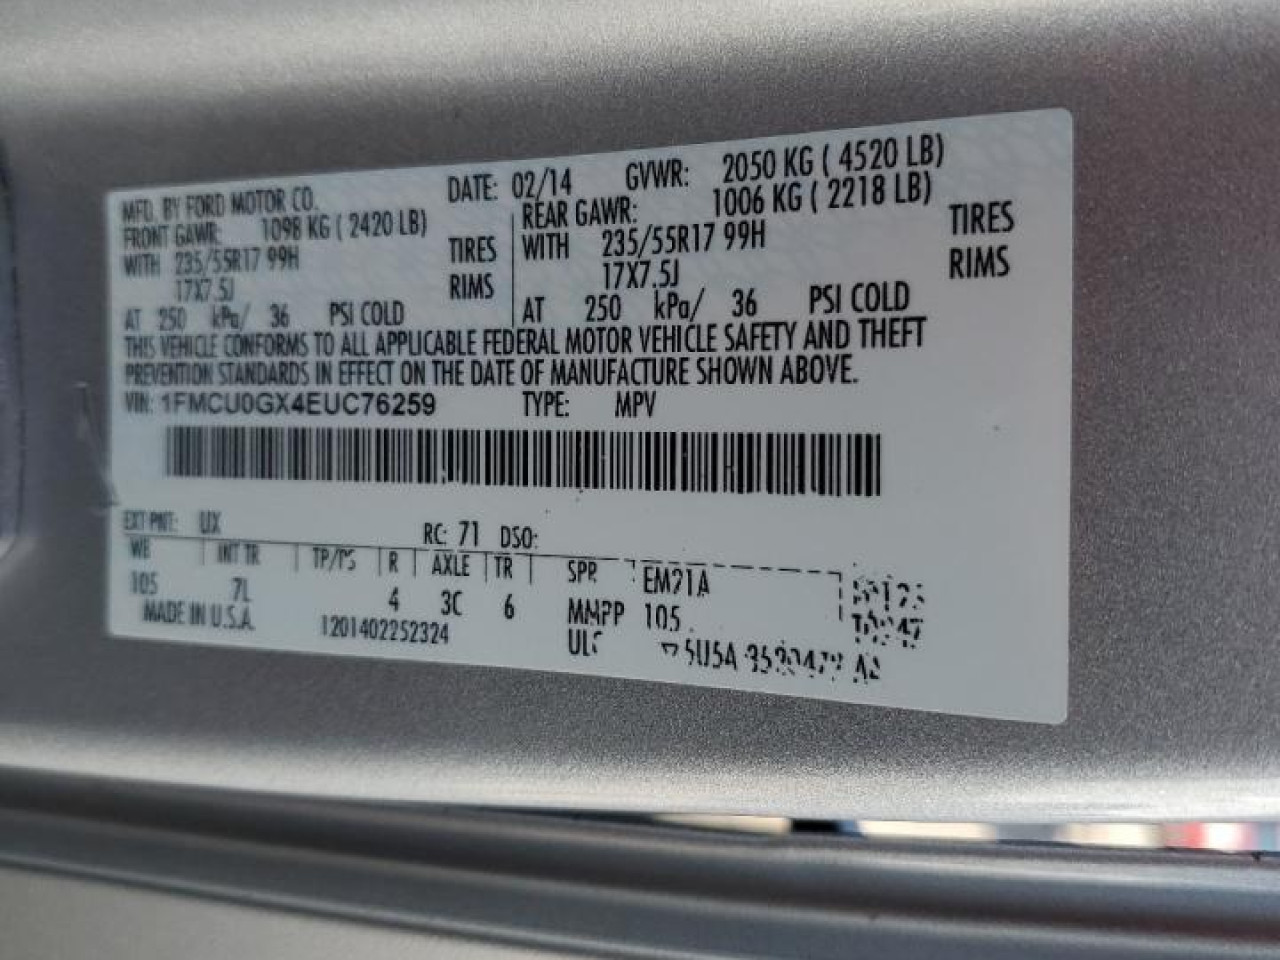 MFD. BY FORD MOTOR CO. DATE: 02/14 GVWR: 2050 KG ( 4520 LB)
FRONT GAWR: 1098 KG ( 2420 LB) REAR GAWR: 1006 KG ( 2218 LB)
WITH 235/55R17 99H TIRES WITH 235/55R17 99H TIRES
17X7.5J RIMS 17X7.5J RIMS
AT 250 kPa/ 36 PSI COLD AT 250 kPa/ 36 PSI COLD
THIS VEHICLE CONFORMS TO ALL APPLICABLE FEDERAL MOTOR VEHICLE SAFETY AND THEFT
PREVENTION STANDARDS IN EFFECT ON THE DATE OF MANUFACTURE SHOWN ABOVE.
VIN: 1FMCU0GX4EUC76259 TYPE: MPV
EXT PNT: UX RC: 71 DSO:
WB INT TR TP/PS R AXLE TR SPR EM21A
105 7L 4 3C 6 MMPP 105
MADE IN U.S.A. 1201402252324